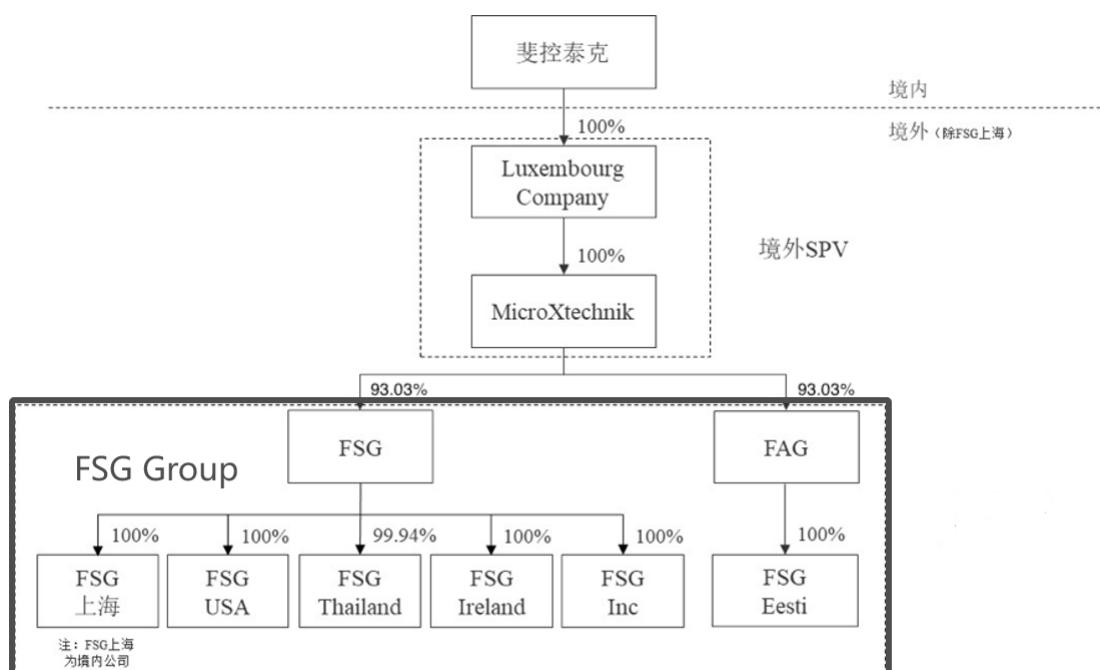 斐控泰克
境内
100%
境外（除FSG上海）
Luxembourg
Company
100%
境外SPV
MicroXtechnik
93.03%
93.03%
FSG
FAG
FSG Group
100%
100%
99.94%
100%
100%
100%
FSG
上海
FSG
USA
FSG
Thailand
FSG
Ireland
FSG
Inc
FSG
Eesti
注：FSG上海
为境内公司